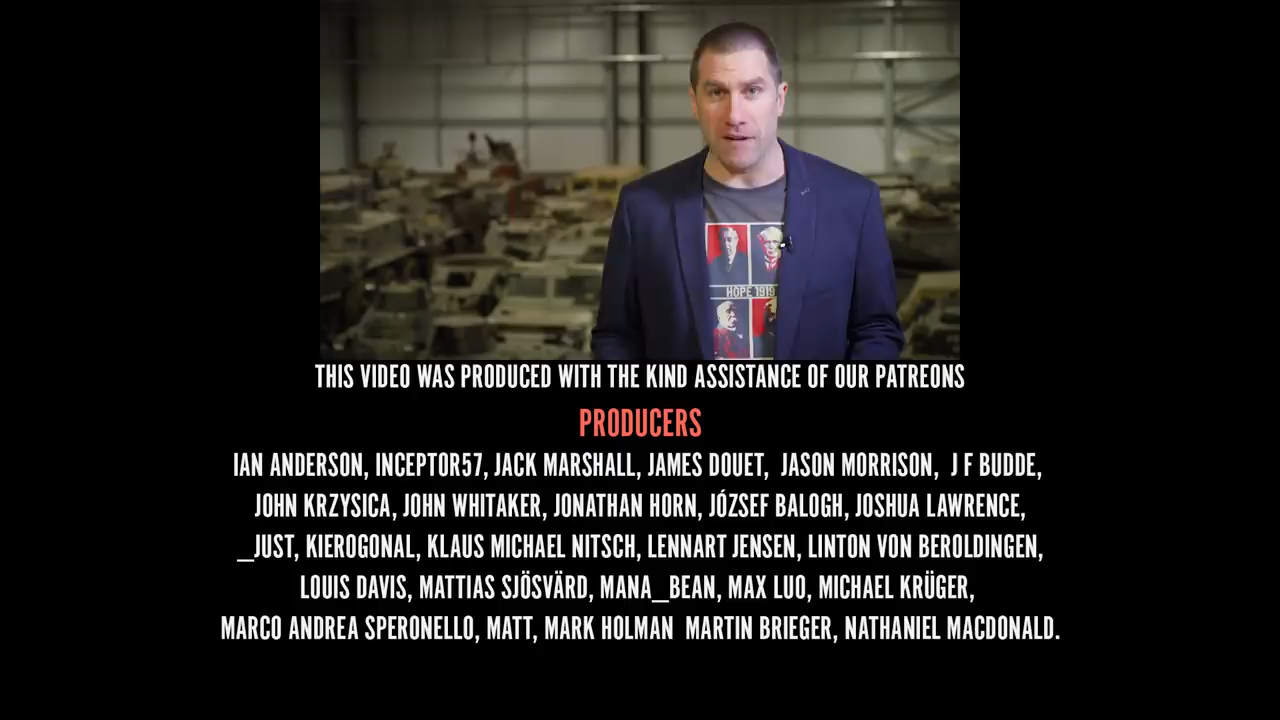 HOPE 1919
THIS VIDEO WAS PRODUCED WITH THE KIND ASSISTANCE OF OUR PATREONS
PRODUCERS
IAN ANDERSON, INCEPTOR57, JACK MARSHALL, JAMES DOUET, JASON MORRISON, J F BUDDE,
JOHN KRZYSICA, JOHN WHITAKER, JONATHAN HORN, JÓZSEF BALOGH, JOSHUA LAWRENCE,
_JUST, KIEROGONAL, KLAUS MICHAEL NITSCH, LENNART JENSEN, LINTON VON BEROLDINGEN,
LOUIS DAVIS, MATTIAS SJÖSVÄRD, MANA_BEAN, MAX LUO, MICHAEL KRÜGER,
MARCO ANDREA SPERONELLO, MATT, MARK HOLMAN MARTIN BRIEGER, NATHANIEL MACDONALD.